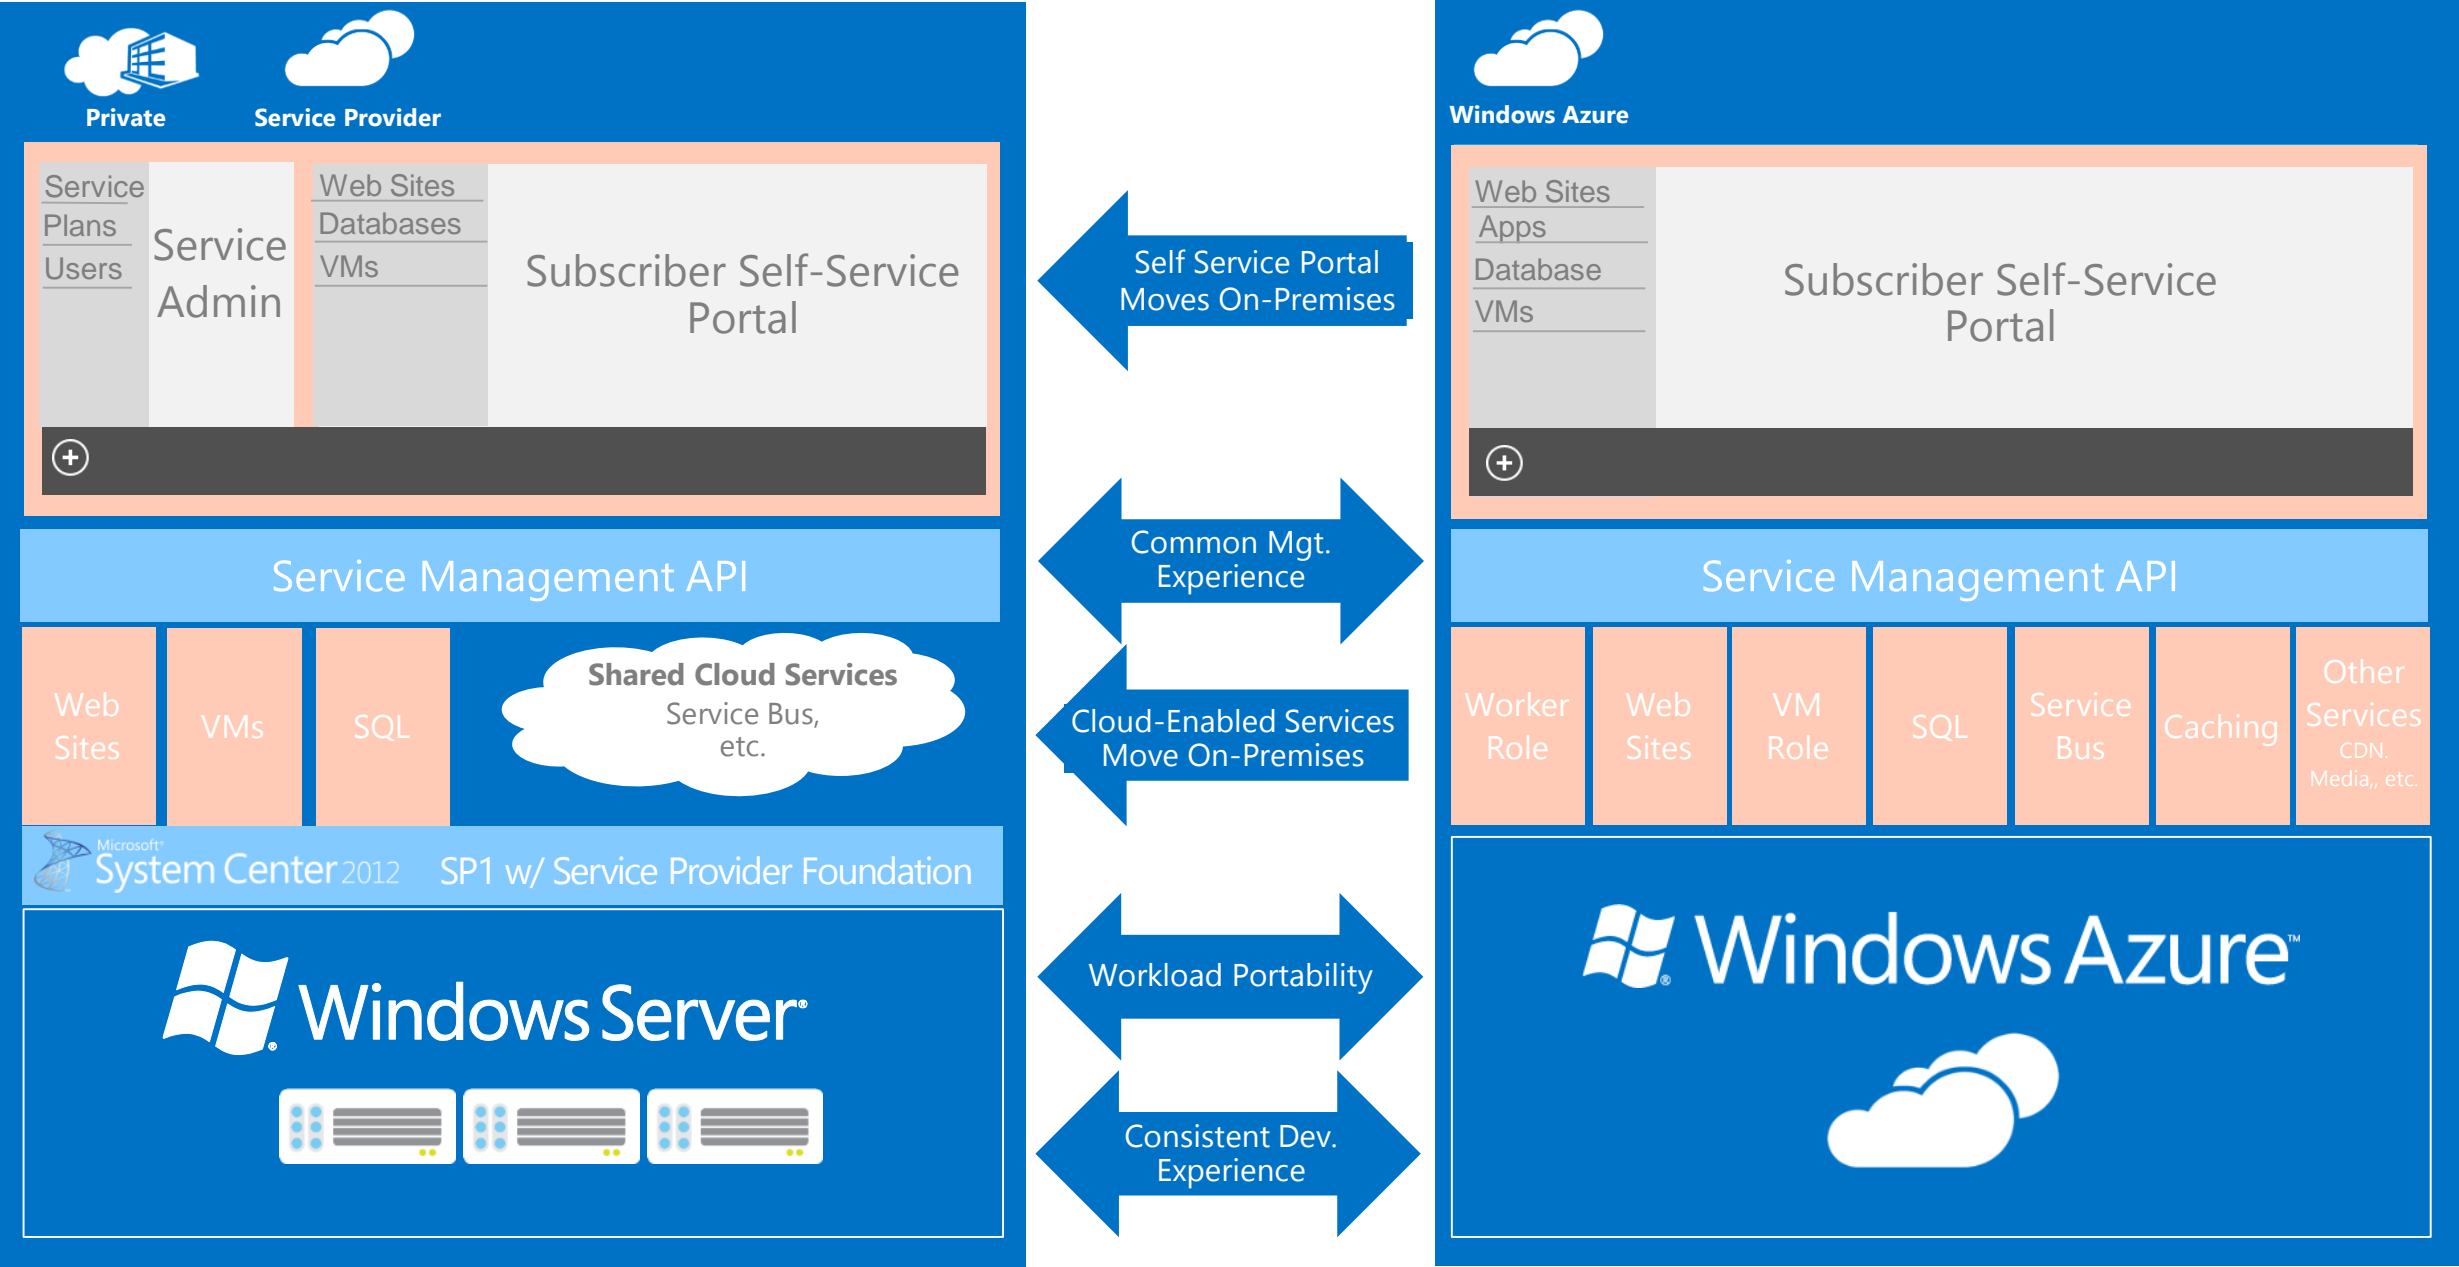 Private
Service Provider
Service
Plans
Users
Service
Admin
Web Sites
Databases
VMs
Subscriber Self-Service
Portal
Service Management API
Web
Sites
VMs
SQL
Shared Cloud Services
Service Bus,
etc.
Microsoft®
System Center 2012 SP1 w/ Service Provider Foundation
Windows Server®
Self Service Portal
Moves On-Premises
Common Mgt.
Experience
Cloud-Enabled Services
Move On-Premises
Workload Portability
Consistent Dev.
Experience
Windows Azure
Web Sites
Apps
Database
VMs
Subscriber Self-Service
Portal
Service Management API
Worker
Role
Web
Sites
VM
Role
SQL
Service
Bus
Caching
Other
Services
CDN.
Media,, etc.
Windows Azure™